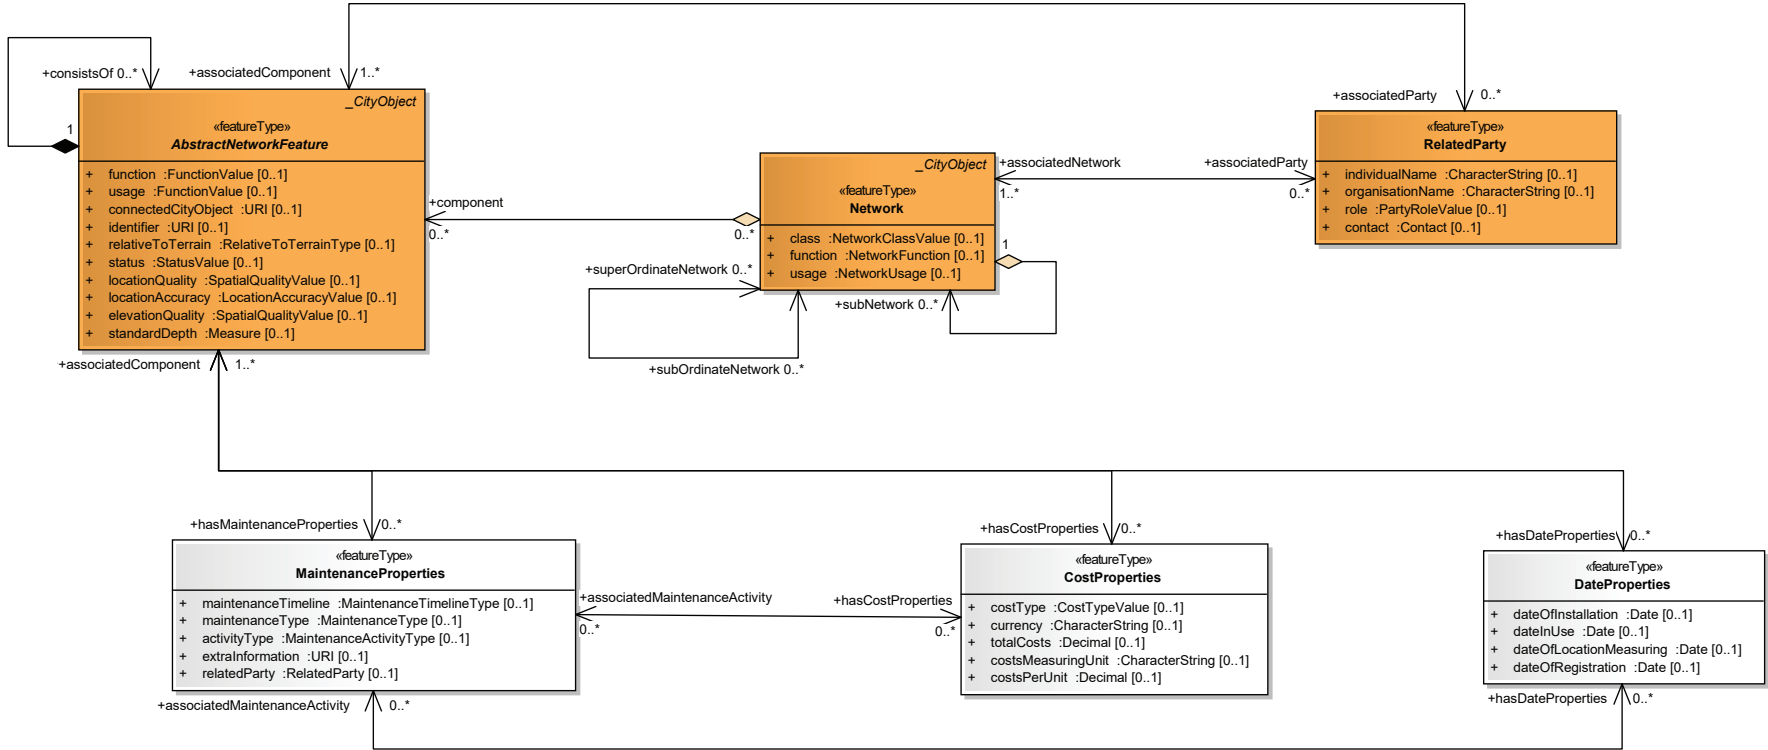 +consistsOf 0..*
+associatedComponent
1..*
1
_CityObject
«featureType»
AbstractNetworkFeature
+ function :FunctionValue [0..1]
+ usage :FunctionValue [0..1]
+ connectedCityObject :URI [0..1]
+ identifier :URI [0..1]
+ relativeToTerrain :RelativeToTerrainType [0..1]
+ status :StatusValue [0..1]
+ locationQuality :SpatialQualityValue [0..1]
+ locationAccuracy :LocationAccuracyValue [0..1]
+ elevationQuality :SpatialQualityValue [0..1]
+ standardDepth :Measure [0..1]
+associatedComponent
1..*
+component
0..*
0..*
_CityObject
«featureType»
Network
+ class :NetworkClassValue [0..1]
+ function :NetworkFunction [0..1]
+ usage :NetworkUsage [0..1]
1
+superOrdinateNetwork 0..*
+subNetwork 0..*
+subOrdinateNetwork 0..*
+associatedNetwork
1..*
+associatedParty
0..*
+associatedParty
0..*
«featureType»
RelatedParty
+ individualName :CharacterString [0..1]
+ organisationName :CharacterString [0..1]
+ role :PartyRoleValue [0..1]
+ contact :Contact [0..1]
+hasMaintenanceProperties
0..*
«featureType»
MaintenanceProperties
+ maintenanceTimeline :MaintenanceTimelineType [0..1]
+ maintenanceType :MaintenanceType [0..1]
+ activityType :MaintenanceActivityType [0..1]
+ extraInformation :URI [0..1]
+ relatedParty :RelatedParty [0..1]
+associatedMaintenanceActivity
0..*
+associatedMaintenanceActivity
0..*
+hasCostProperties
0..*
+hasCostProperties
0..*
«featureType»
CostProperties
+ costType :CostTypeValue [0..1]
+ currency :CharacterString [0..1]
+ totalCosts :Decimal [0..1]
+ costsMeasuringUnit :CharacterString [0..1]
+ costsPerUnit :Decimal [0..1]
+hasDateProperties
0..*
«featureType»
DateProperties
+ dateOfInstallation :Date [0..1]
+ dateInUse :Date [0..1]
+ dateOfLocationMeasuring :Date [0..1]
+ dateOfRegistration :Date [0..1]
+hasDateProperties
0..*